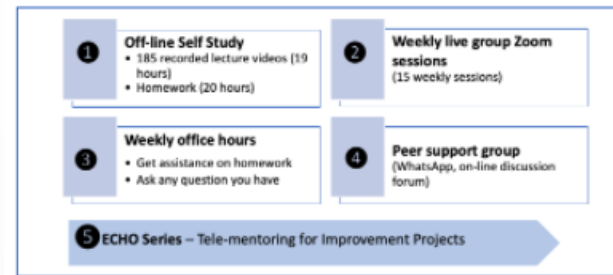 1
Off-line Self Study
• 185 recorded lecture videos (19
hours)
• Homework (20 hours)
2
Weekly live group Zoom
sessions
(15 weekly sessions)
3
Weekly office hours
• Get assistance on homework
• Ask any question you have
4
Peer support group
(WhatsApp, on-line discussion
forum)
5 ECHO Series – Tele-mentoring for Improvement Projects